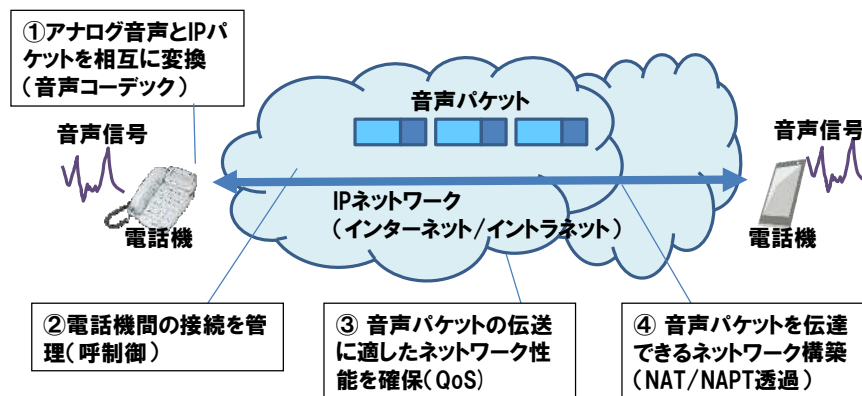 ①アナログ音声とIPパ
ケットを相互に変換
(音声コーデック)
音声パケット
音声信号
音声信号
IPネットワーク
(インターネット/イントラネット)
電話機
電話機
②電話機間の接続を管
理(呼制御)
③ 音声パケットの伝送
に適したネットワーク性
能を確保(QoS)
④ 音声パケットを伝達
できるネットワーク構築
(NAT/NAPT透過)